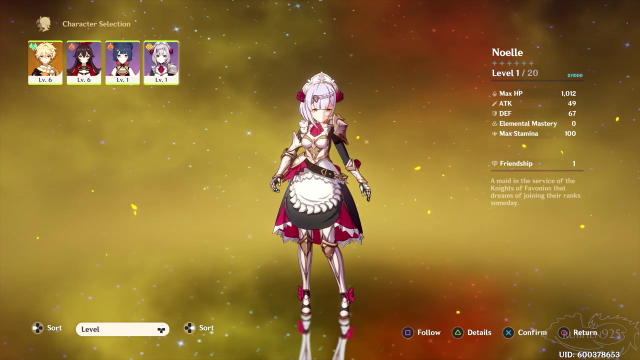 Character Selection
Lv. 6
Lv. 6
Lv. 1
Lv. 1
Noelle
Level 1 / 20
Max HP 1,012
ATK 49
DEF 67
Elemental Mastery 0
Max Stamina 100
Friendship 1
A maid in the service of the
Knights of Favonius that
dreams of joining their ranks
someday.
Sort
Level
Sort
Follow
Details
Confirm
Return
UID: 600378653